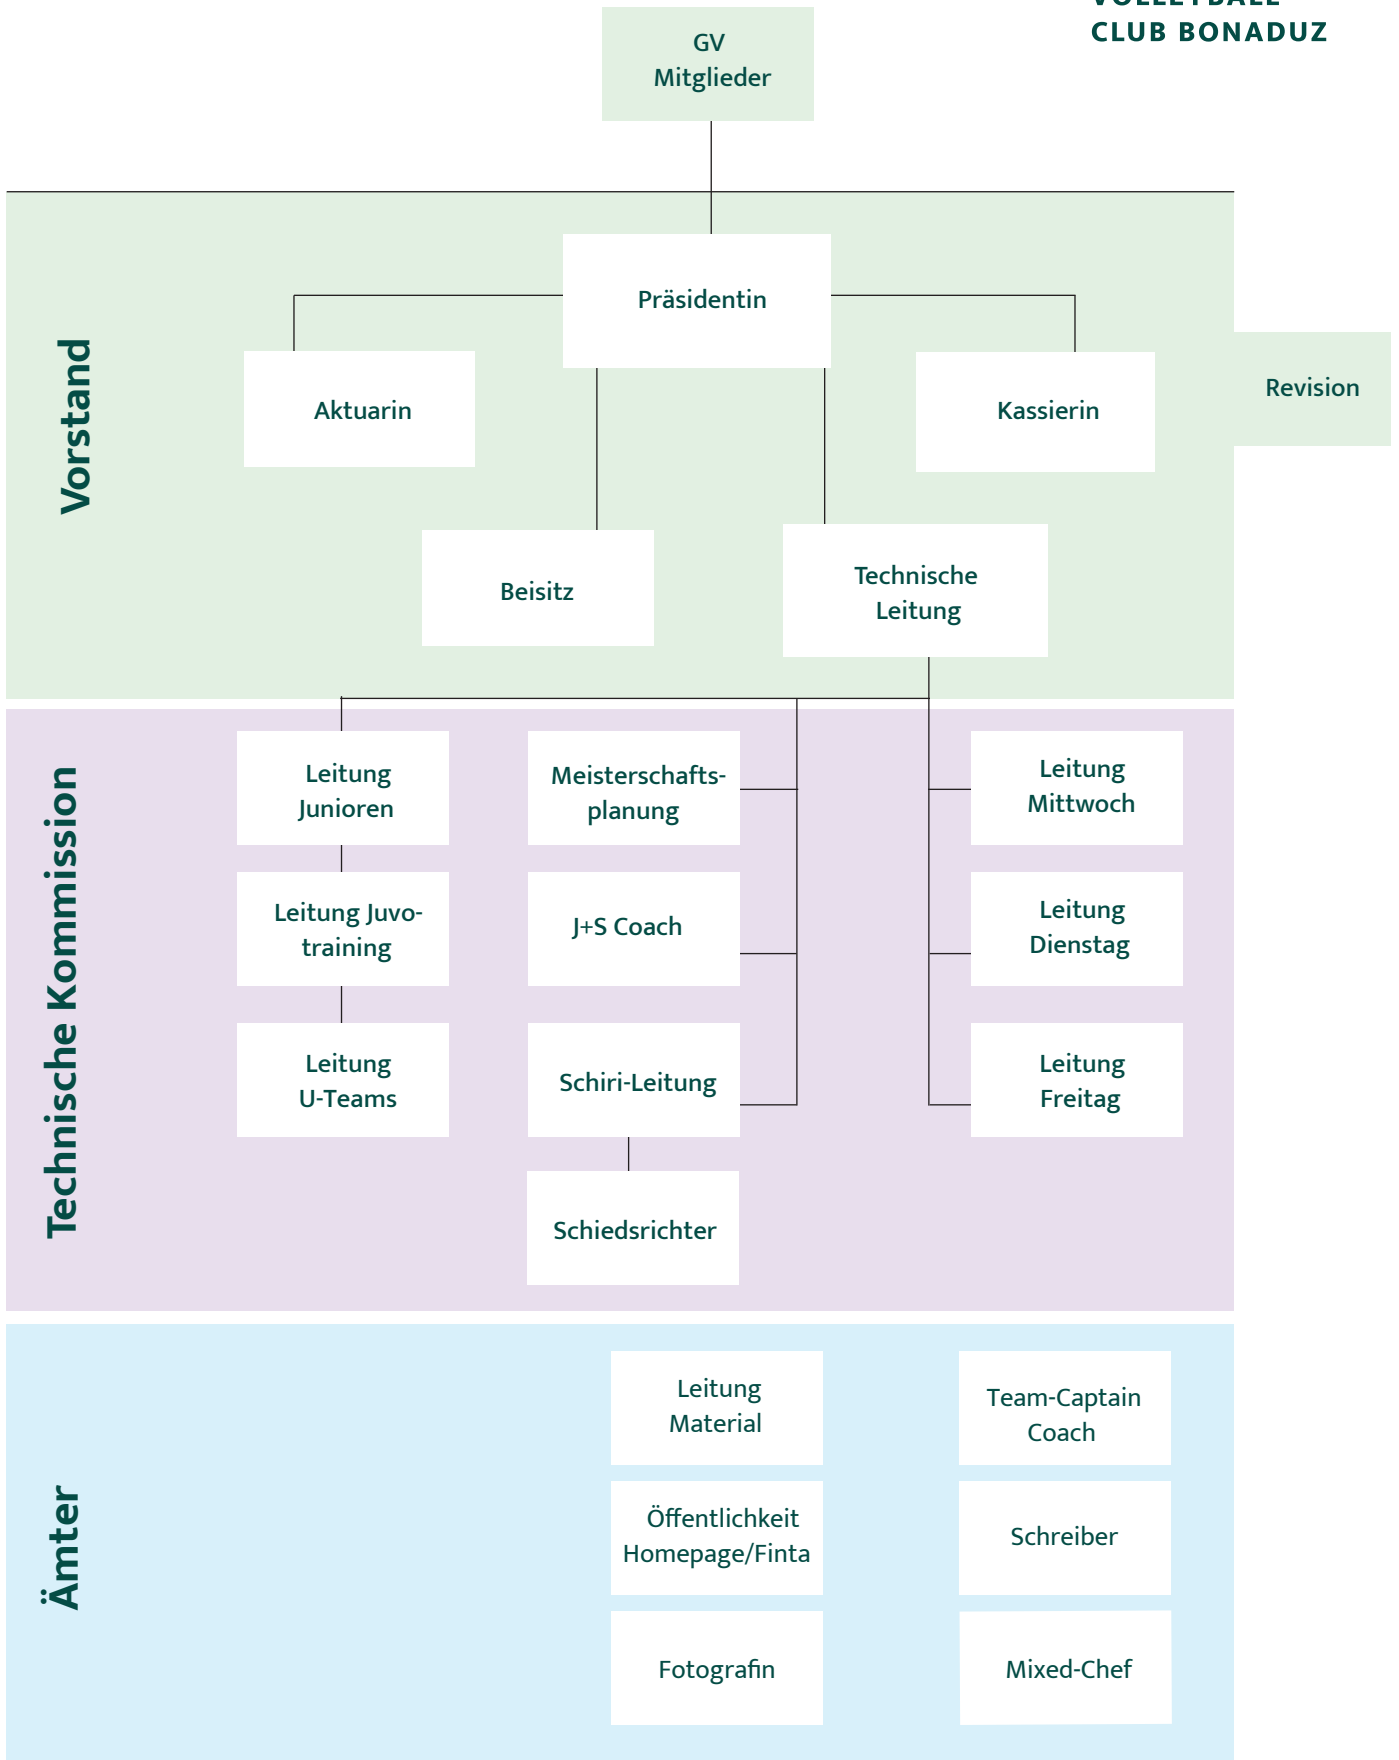 VOLLEYBALL
CLUB BONADUZ
GV
Mitglieder
Vorstand
Präsidentin
Aktuarin
Kassierin
Revision
Beisitz
Technische
Leitung
Technische Kommission
Leitung
Junioren
Meisterschafts-
planung
Leitung
Mittwoch
Leitung Juvo-
training
J+S Coach
Leitung
Dienstag
Leitung
U-Teams
Schiri-Leitung
Leitung
Freitag
Schiedsrichter
Ämter
Leitung
Material
Team-Captain
Coach
Öffentlichkeit
Homepage/Finta
Schreiber
Fotografin
Mixed-Chef